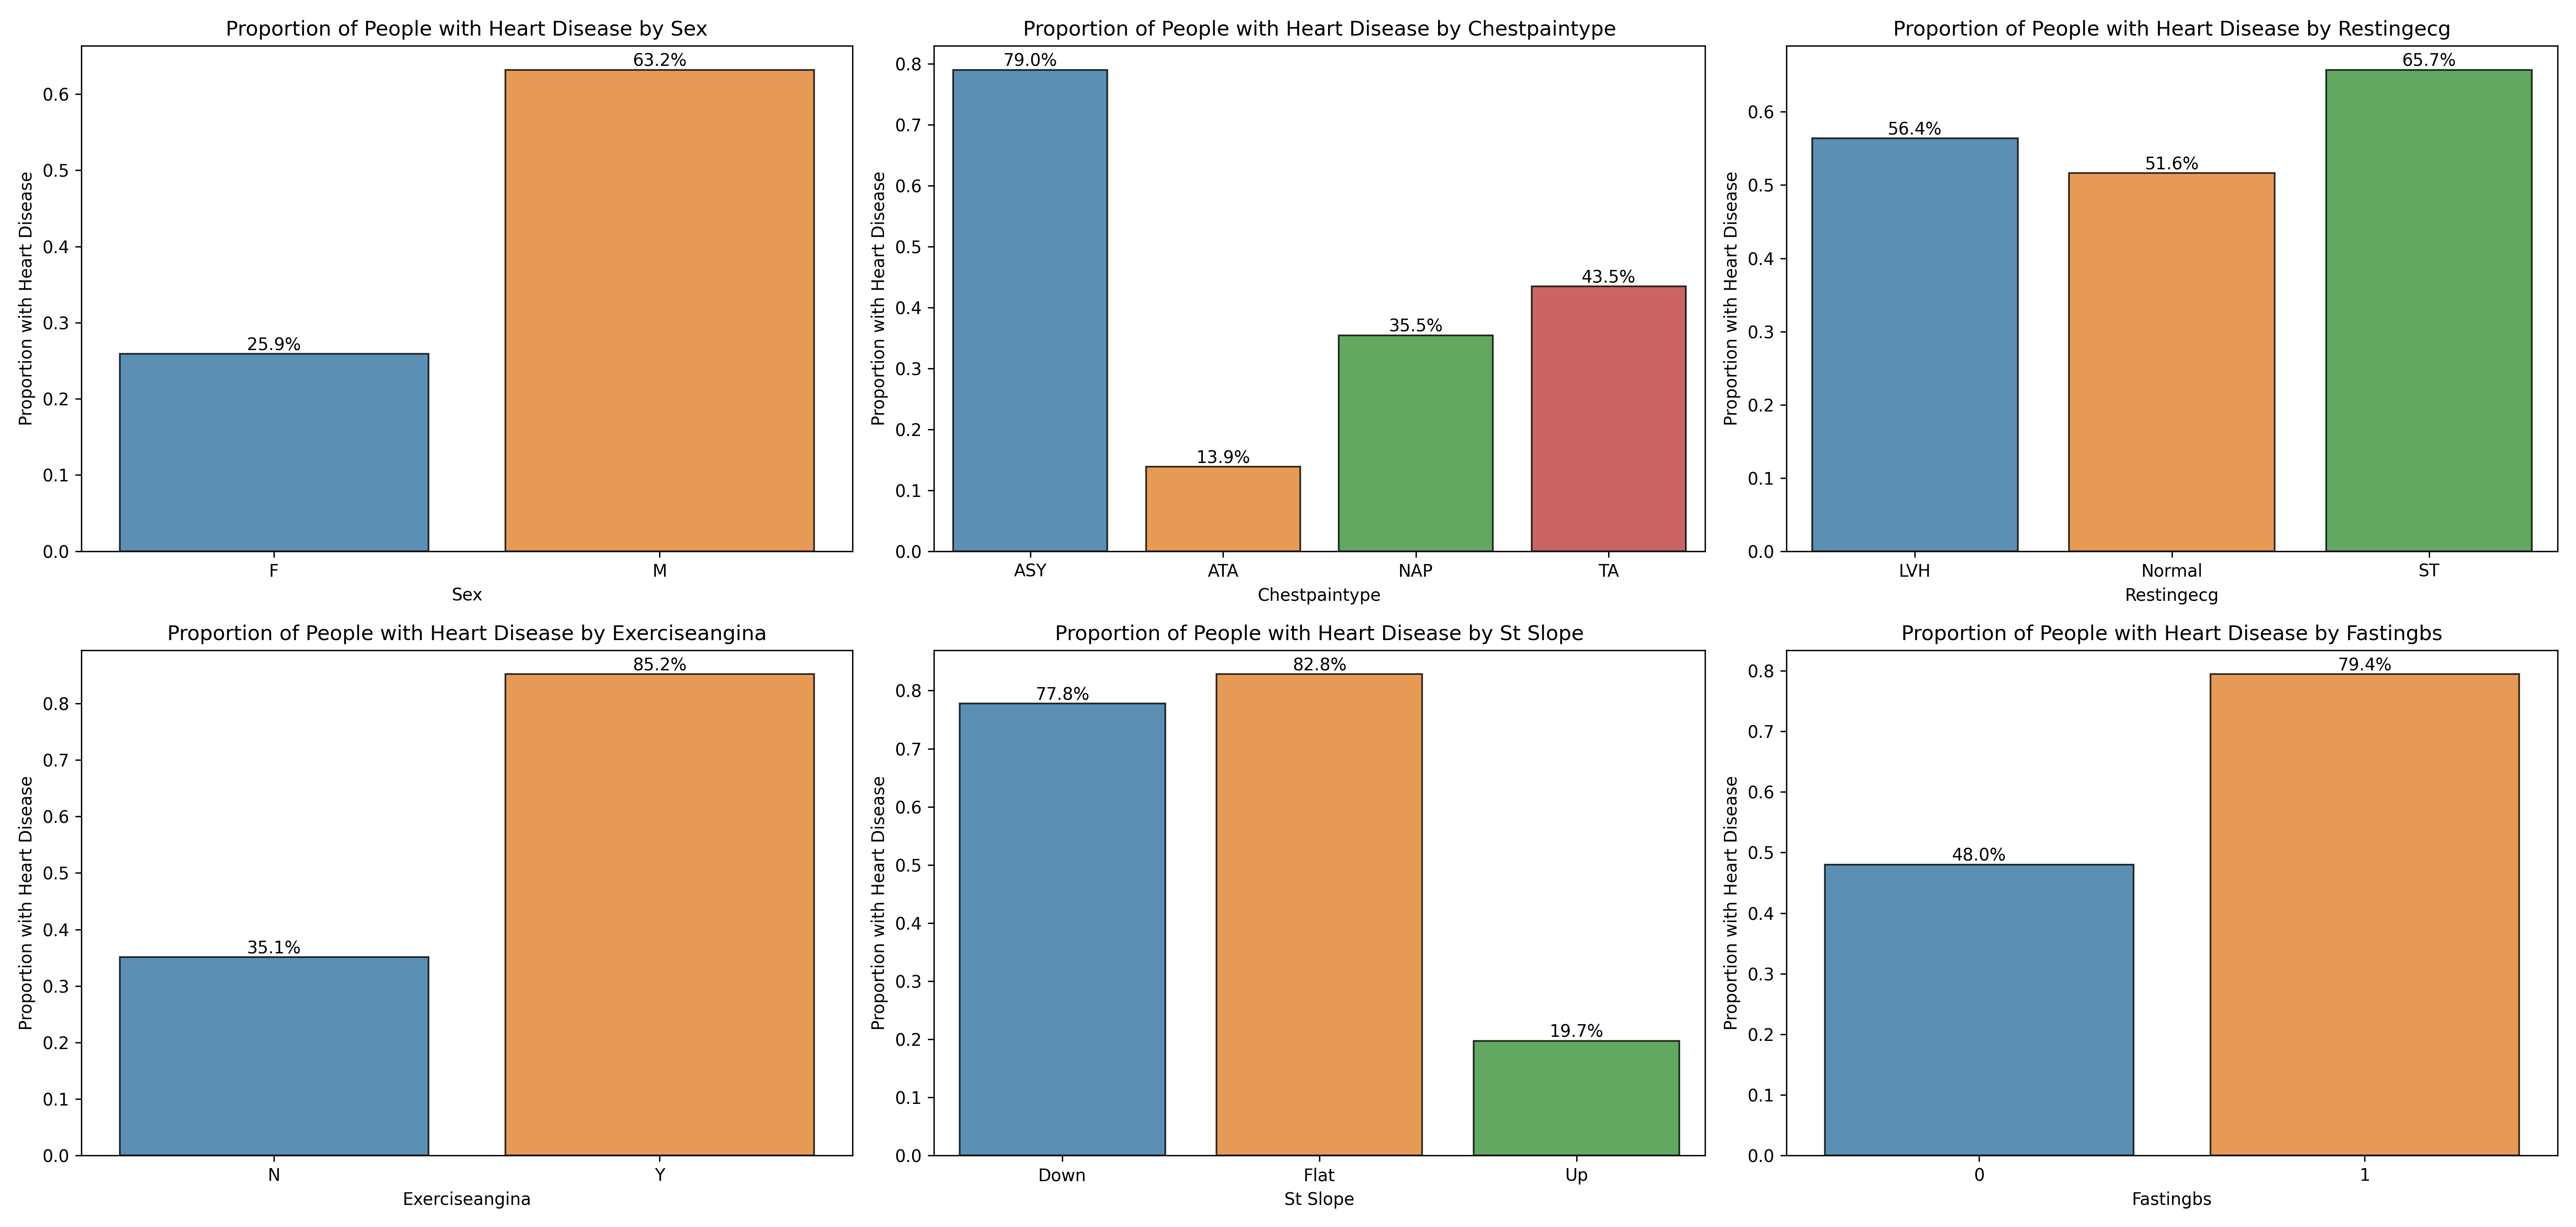 Proportion of People with Heart Disease by Sex
Proportion with Heart Disease
0.6
0.5
0.4
0.3
0.2
0.1
0.0
25.9%
63.2%
F
M
Sex
Proportion of People with Heart Disease by Chestpaintype
Proportion with Heart Disease
0.8
0.7
0.6
0.5
0.4
0.3
0.2
0.1
0.0
79.0%
13.9%
35.5%
43.5%
ASY
ATA
NAP
TA
Chestpaintype
Proportion of People with Heart Disease by Restingecg
Proportion with Heart Disease
0.6
0.5
0.4
0.3
0.2
0.1
0.0
56.4%
51.6%
65.7%
LVH
Normal
ST
Restingecg
Proportion of People with Heart Disease by Exerciseangina
Proportion with Heart Disease
0.8
0.7
0.6
0.5
0.4
0.3
0.2
0.1
0.0
35.1%
85.2%
N
Y
Exerciseangina
Proportion of People with Heart Disease by St Slope
Proportion with Heart Disease
0.8
0.7
0.6
0.5
0.4
0.3
0.2
0.1
0.0
77.8%
82.8%
19.7%
Down
Flat
Up
St Slope
Proportion of People with Heart Disease by Fastingbs
Proportion with Heart Disease
0.8
0.7
0.6
0.5
0.4
0.3
0.2
0.1
0.0
48.0%
79.4%
0
1
Fastingbs